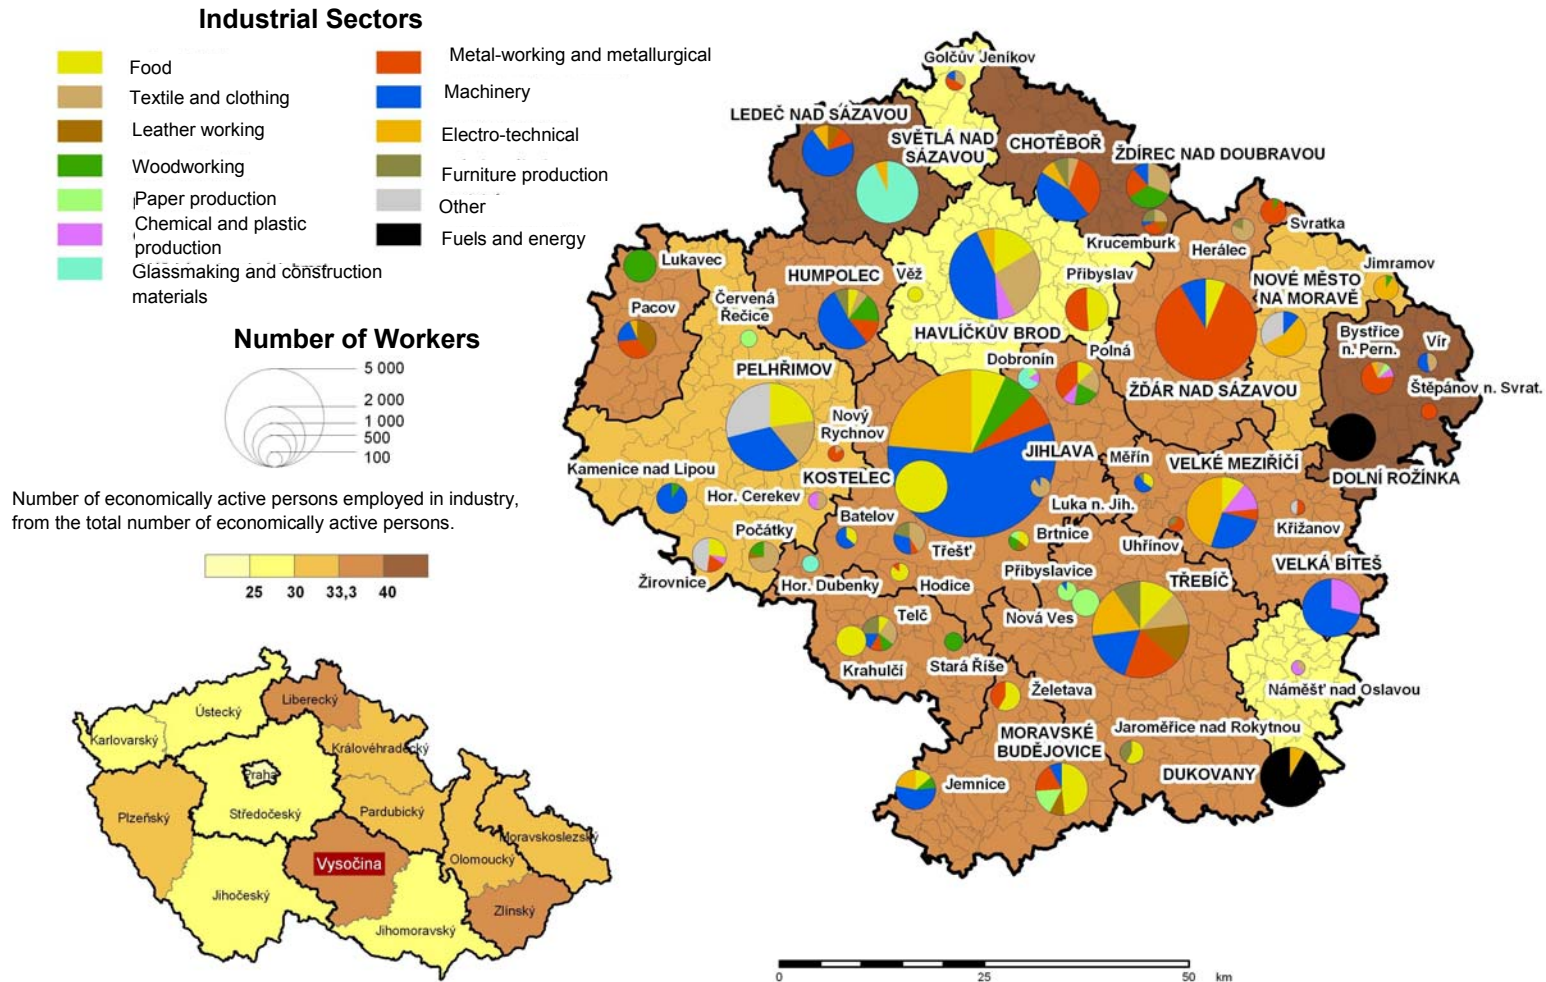 Industrial Sectors
Food
Textile and clothing
Leather working
Woodworking
Paper production
Chemical and plastic
production
Glassmaking and construction
materials
Metal-working and metallurgical
Machinery
Electro-technical
Furniture production
Other
Fuels and energy
Number of Workers
5 000
2 000
1 000
500
100
Number of economically active persons employed in industry,
from the total number of economically active persons.
25 30 33,3 40
Karlovarský
Ústecký
Liberecký
Královéhradecký
Praha
Středočeský
Plzeňský
Pardubický
Moravskoslezský
Olomoucký
Vysočina
Jihočeský
Jihomoravský
Zlínský
Golčův Jeníkov
LEDEČ NAD SÁZAVOU
SVĚTLÁ NAD
SÁZAVOU
CHOTĚBOŘ
ŽDÍREC NAD DOUBRAVOU
Krucemburk
Herálec
Svratka
Lukavec
HUMPOLEC
Věž
Přibyslav
NOVÉ MĚSTO
NA MORAVĚ
Jimramov
Pacov
Červená
Řečice
HAVLÍČKŮV BROD
Bystřice
n. Pern.
Vír
Dobronín
Polná
PELHŘIMOV
ŽĎÁR NAD SÁZAVOU
Štěpánov n. Svrat.
Nový
Rychnov
JIHLAVA
Měřín
VELKÉ MEZIŘÍČÍ
DOLNÍ ROŽÍNKA
Kamenice nad Lipou
KOSTELEC
Hor. Cerekev
Luka n. Jih.
Batelov
Křižanov
Počátky
Třešť
Brtnice
Uhřínov
Žirovnice
Hor. Dubenky
Hodice
Přibyslavice
TŘEBÍČ
VELKÁ BÍTEŠ
Nová Ves
Telč
Krahulčí
Stará Říše
Náměšť nad Oslavou
Želetava
Jaroměřice nad Rokytnou
MORAVSKÉ
BUDĚJOVICE
DUKOVANY
Jemnice
0 25 50 km